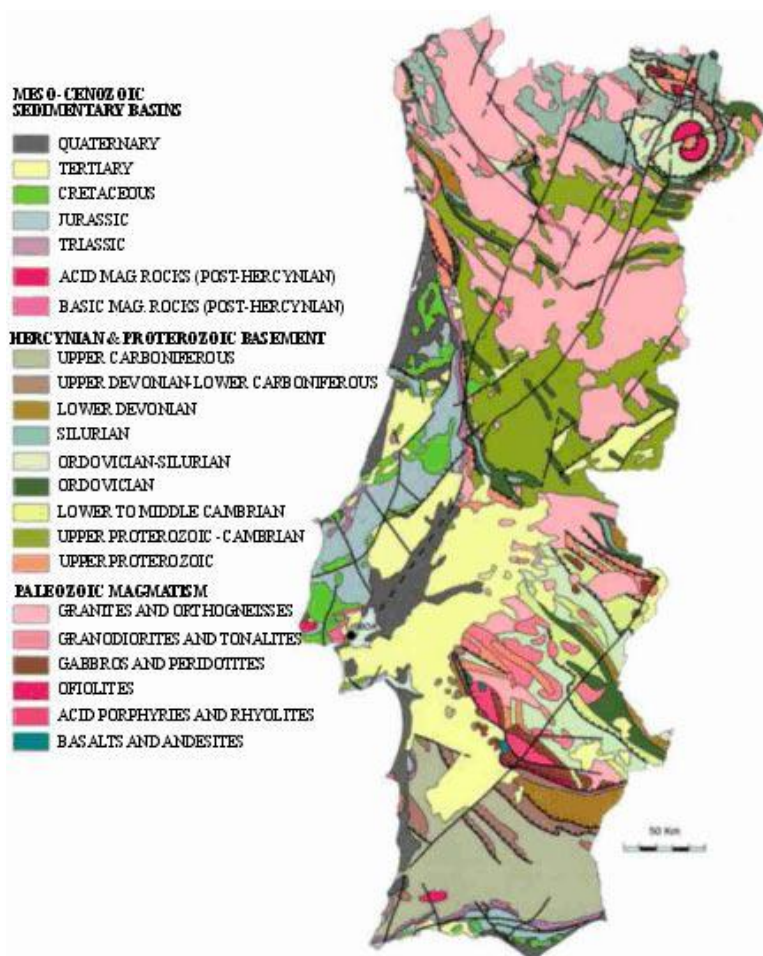 MESO-CENOZOIC
SEDIMENTARY BASINS
QUATERNARY
TERTIARY
CRETACEOUS
JURASSIC
TRIASSIC
ACID MAG ROCKS (POST-HERCYNIAN)
BASIC MAG. ROCKS (POST-HERCYNIAN)
HERCYNIAN & PROTEROZOIC BASEMENT
UPPER CARBONIFEROUS
UPPER DEVONIAN-LOWER CARBONIFEROUS
LOWER DEVONIAN
SILURIAN
ORDOVICIAN-SILURIAN
ORDOVICIAN
LOWER TO MIDDLE CAMBRIAN
UPPER PROTEROZOIC - CAMBRIAN
UPPER PROTEROZOIC
PALEOZOIC MAGMATISM
GRANITES AND ORTHOGNEISSES
GRANODIORITES AND TONALITES
GABBROS AND PERIDOTITES
OFIOLITES
ACID PORPHYRIES AND RHYOLITES
BASALTS AND ANDESITES
50 Km